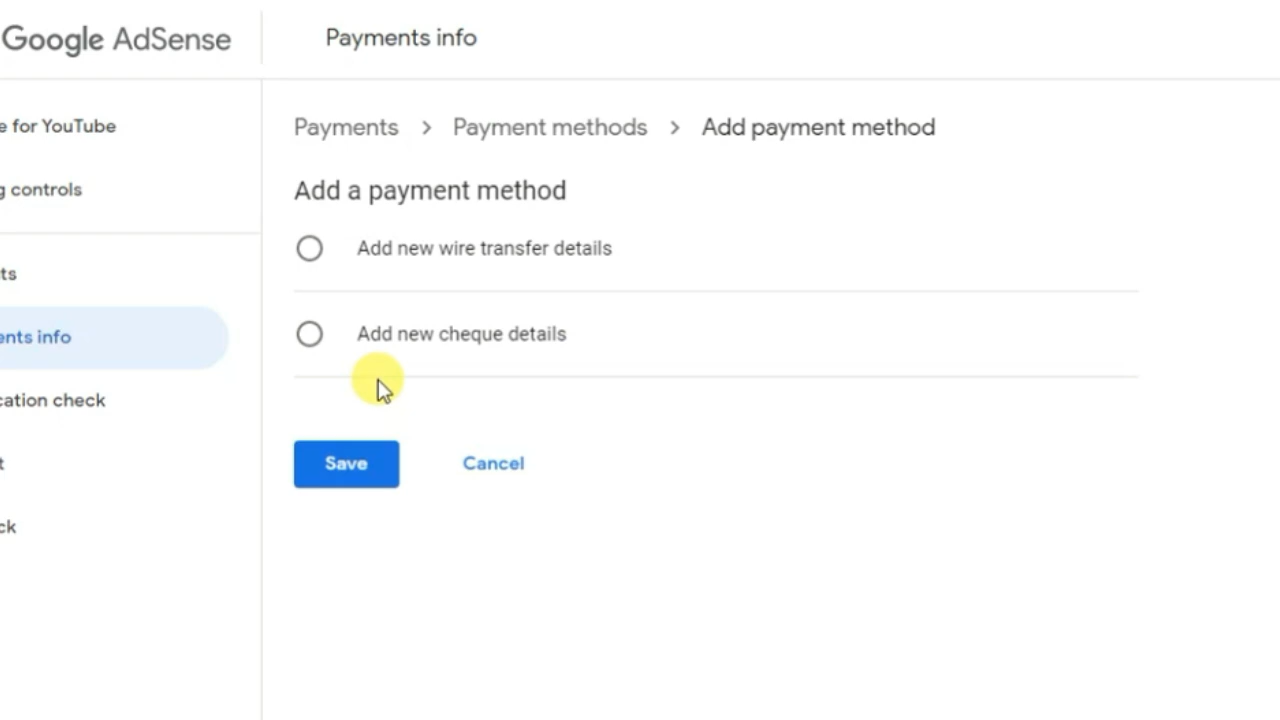 Google AdSense
Payments info
e for YouTube
g controls
ts
ents info
cation check
t
ck
Payments > Payment methods > Add payment method
Add a payment method
Add new wire transfer details
Add new cheque details
Save
Cancel